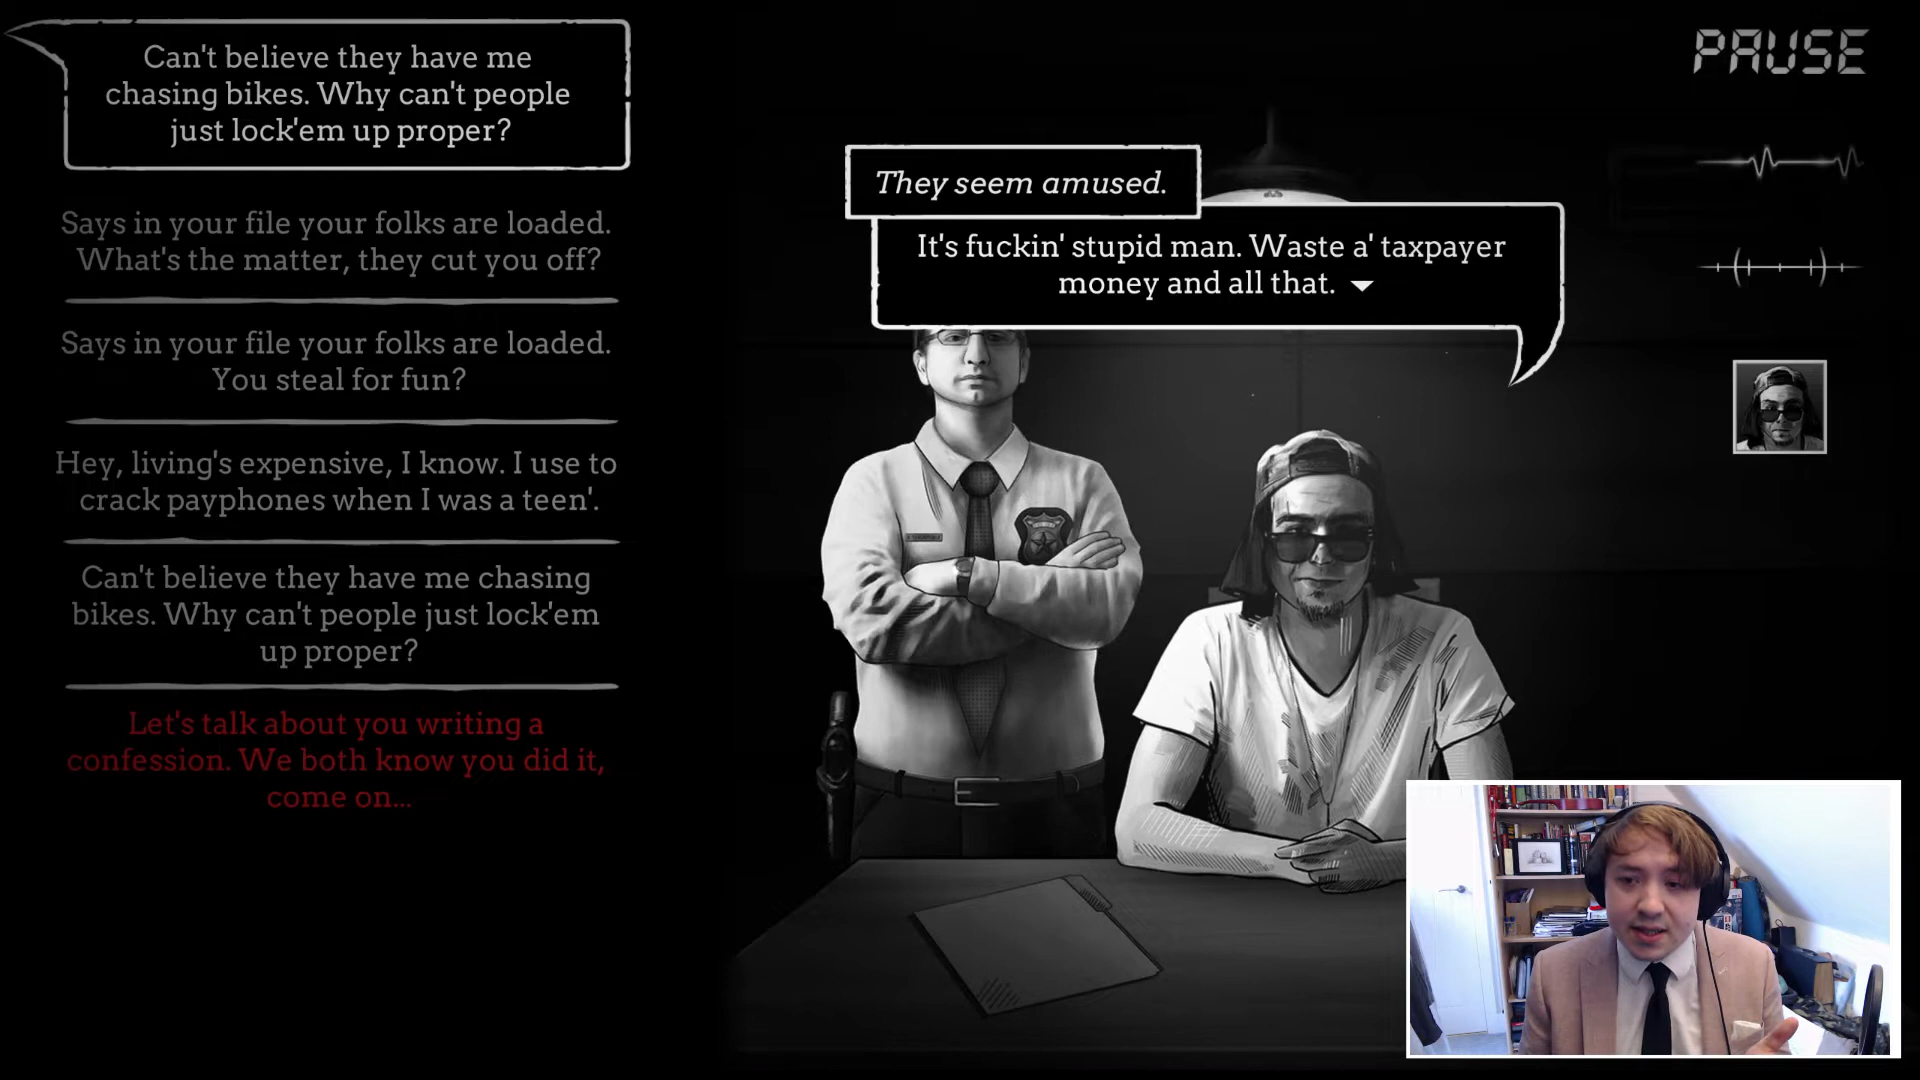 Can't believe they have me
chasing bikes. Why can't people
just lock'em up proper?
Says in your file your folks are loaded.
What's the matter, they cut you off?
Says in your file your folks are loaded.
You steal for fun?
Hey, living's expensive, I know. I use to
crack payphones when I was a teen'.
Can't believe they have me chasing
bikes. Why can't people just lock'em
up proper?
Let's talk about you writing a
confession. We both know you did it,
come on...
They seem amused.
It's fuckin' stupid man. Waste a' taxpayer
money and all that.
PAUSE